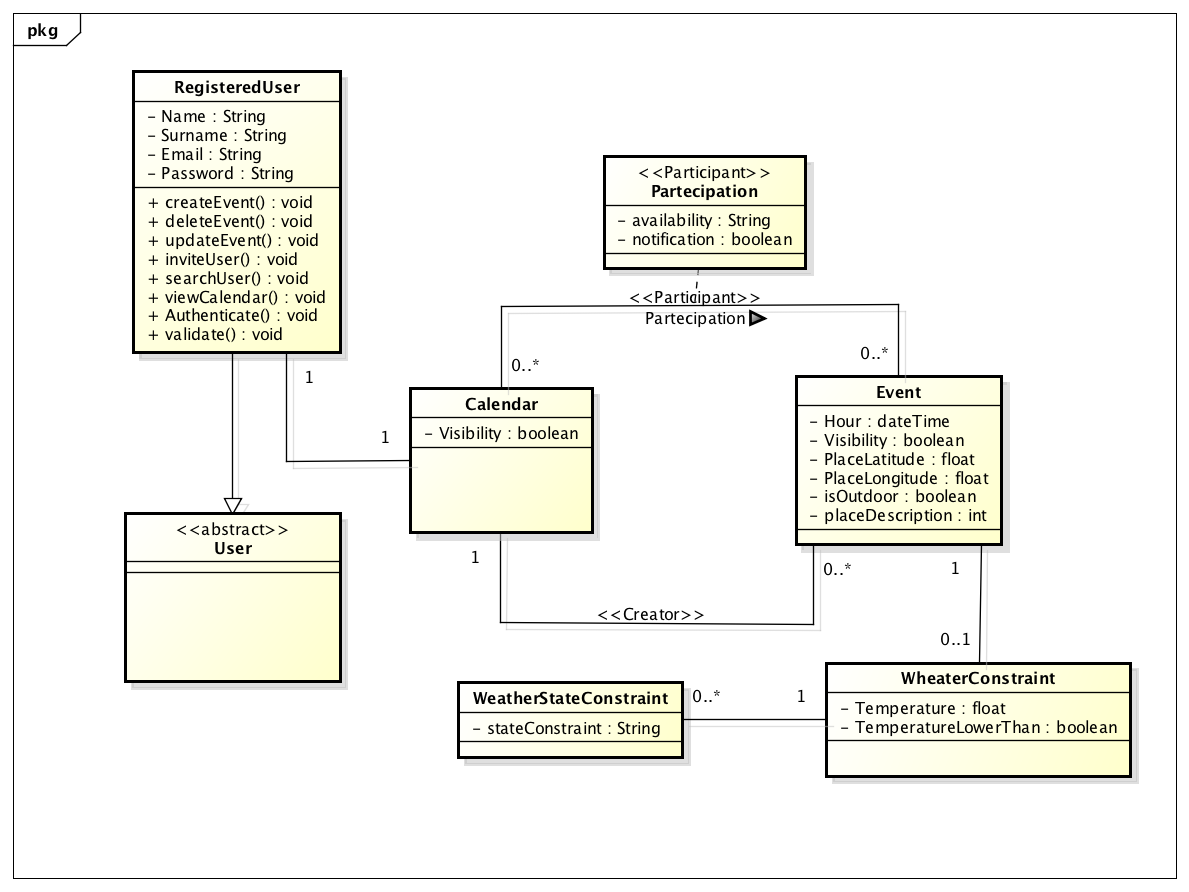 pkg
RegisteredUser
- Name : String
- Surname : String
- Email : String
- Password : String
+ createEvent() : void
+ deleteEvent() : void
+ updateEvent() : void
+ inviteUser() : void
+ searchUser() : void
+ viewCalendar() : void
+ Authenticate() : void
+ validate() : void
<<Participant>>
Partecipation
- availability : String
- notification : boolean
<<Participant>>
Partecipation
0..*
0..*
1
1
Calendar
- Visibility : boolean
Event
- Hour : dateTime
- Visibility : boolean
- PlaceLatitude : float
- PlaceLongitude : float
- isOutdoor : boolean
- placeDescription : int
<<abstract>>
User
1
0..*
<<Creator>>
1
0..1
WeatherStateConstraint
- stateConstraint : String
0..*
1
WheaterConstraint
- Temperature : float
- TemperatureLowerThan : boolean